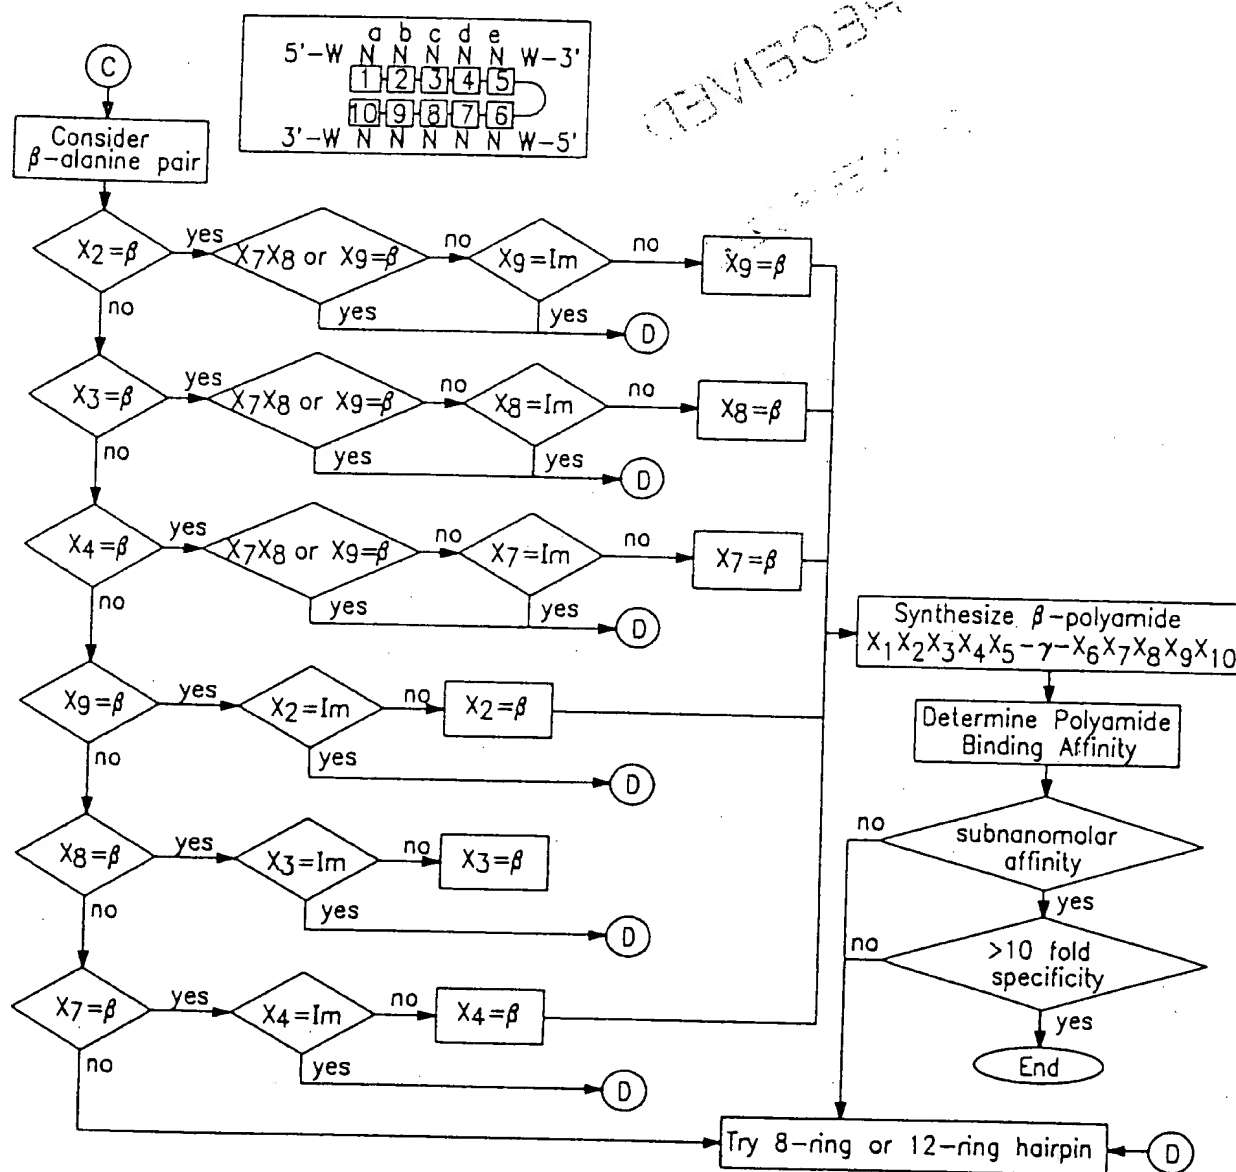 a b c d e
5'-W N N N N N W-3'
1 2 3 4 5
10 9 8 7 6
3'-W N N N N N W-5'
RECEIVED
C
Consider
β-alanine pair
X2=β
yes
X7X8 or X9=β
no
X9=Im
no
X9=β
no
yes
yes
D
X3=β
yes
X7X8 or X9=β
no
X8=Im
no
X8=β
no
yes
yes
D
X4=β
yes
X7X8 or X9=β
no
X7=Im
no
X7=β
no
yes
yes
D
X9=β
yes
X2=Im
no
X2=β
no
yes
D
X8=β
yes
X3=Im
no
X3=β
no
yes
D
X7=β
yes
X4=Im
no
X4=β
no
yes
D
Synthesize β-polyamide
X1X2X3X4X5-γ-X6X7X8X9X10
Determine Polyamide
Binding Affinity
no
subnanomolar
affinity
yes
no
>10 fold
specificity
yes
End
Try 8-ring or 12-ring hairpin
D